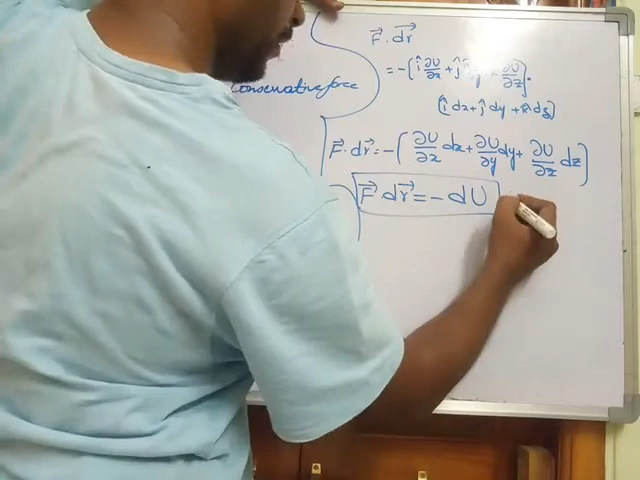 F⃗. dr⃗
= -[î ∂U/∂x + ĵ ∂U/∂y + ∂U/∂z].
conservative force
(î dx + ĵ dy + k̂ dz)
F⃗. dr⃗ = -( ∂U/∂x dx + ∂U/∂y dy + ∂U/∂z dz ]
F⃗ dr⃗ = - dU